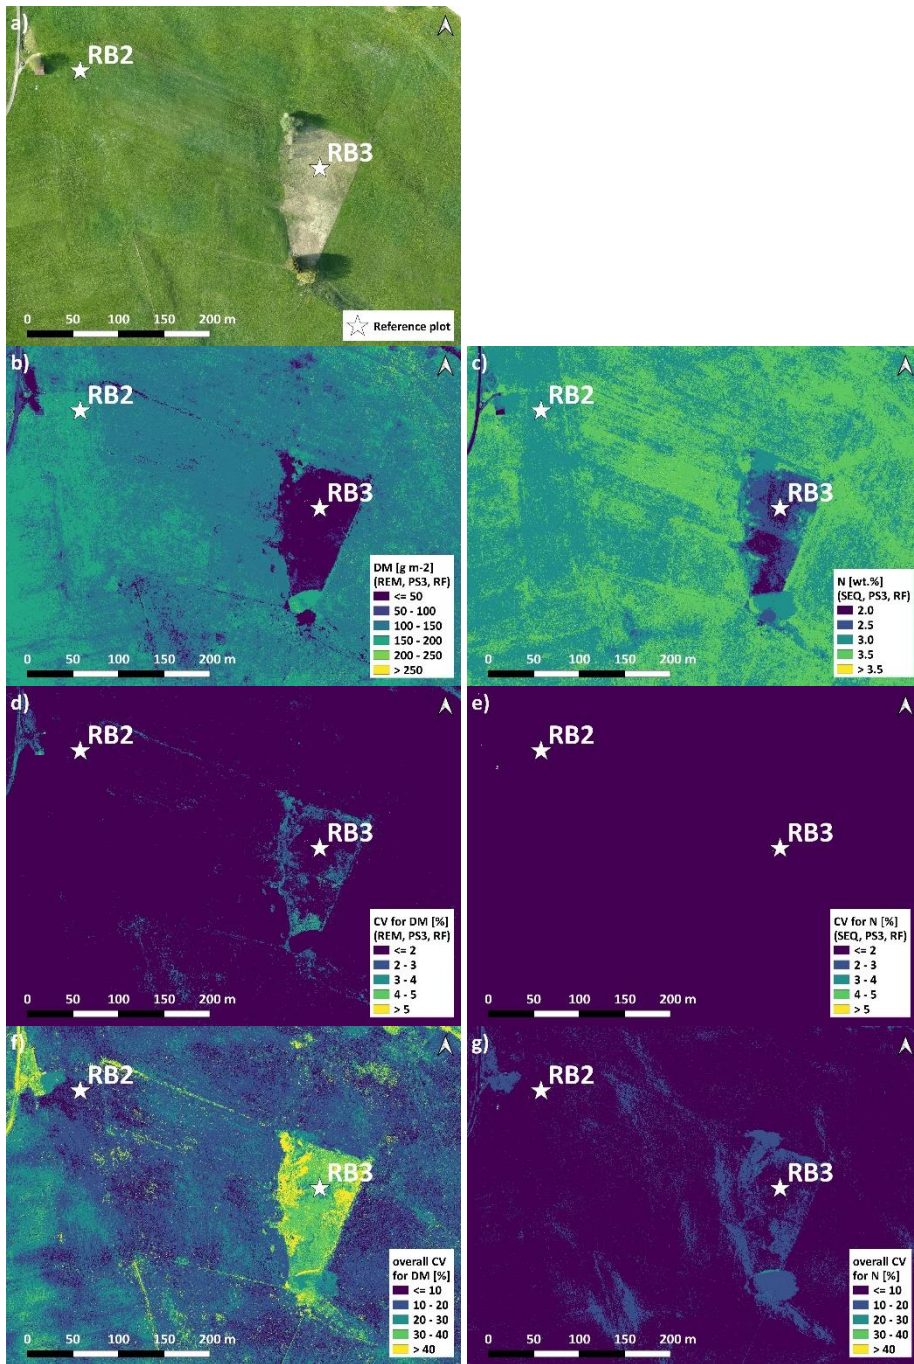 a)
RB2
RB3
0 50 100 150 200 m
Reference plot
b)
RB2
RB3
DM [g m-2]
(REM, PS3, RF)
<= 50
50 - 100
100 - 150
150 - 200
200 - 250
> 250
0 50 100 150 200 m
c)
RB2
RB3
N [wt.%]
(SEQ, PS3, RF)
2.0
2.5
3.0
3.5
> 3.5
0 50 100 150 200 m
d)
RB2
RB3
CV for DM [%]
(REM, PS3, RF)
<= 2
2 - 3
3 - 4
4 - 5
> 5
0 50 100 150 200 m
e)
RB2
RB3
CV for N [%]
(SEQ, PS3, RF)
<= 2
2 - 3
3 - 4
4 - 5
> 5
0 50 100 150 200 m
f)
RB2
RB3
overall CV
for DM [%]
<= 10
10 - 20
20 - 30
30 - 40
> 40
0 50 100 150 200 m
g)
RB2
RB3
overall CV
for N [%]
<= 10
10 - 20
20 - 30
30 - 40
> 40
0 50 100 150 200 m